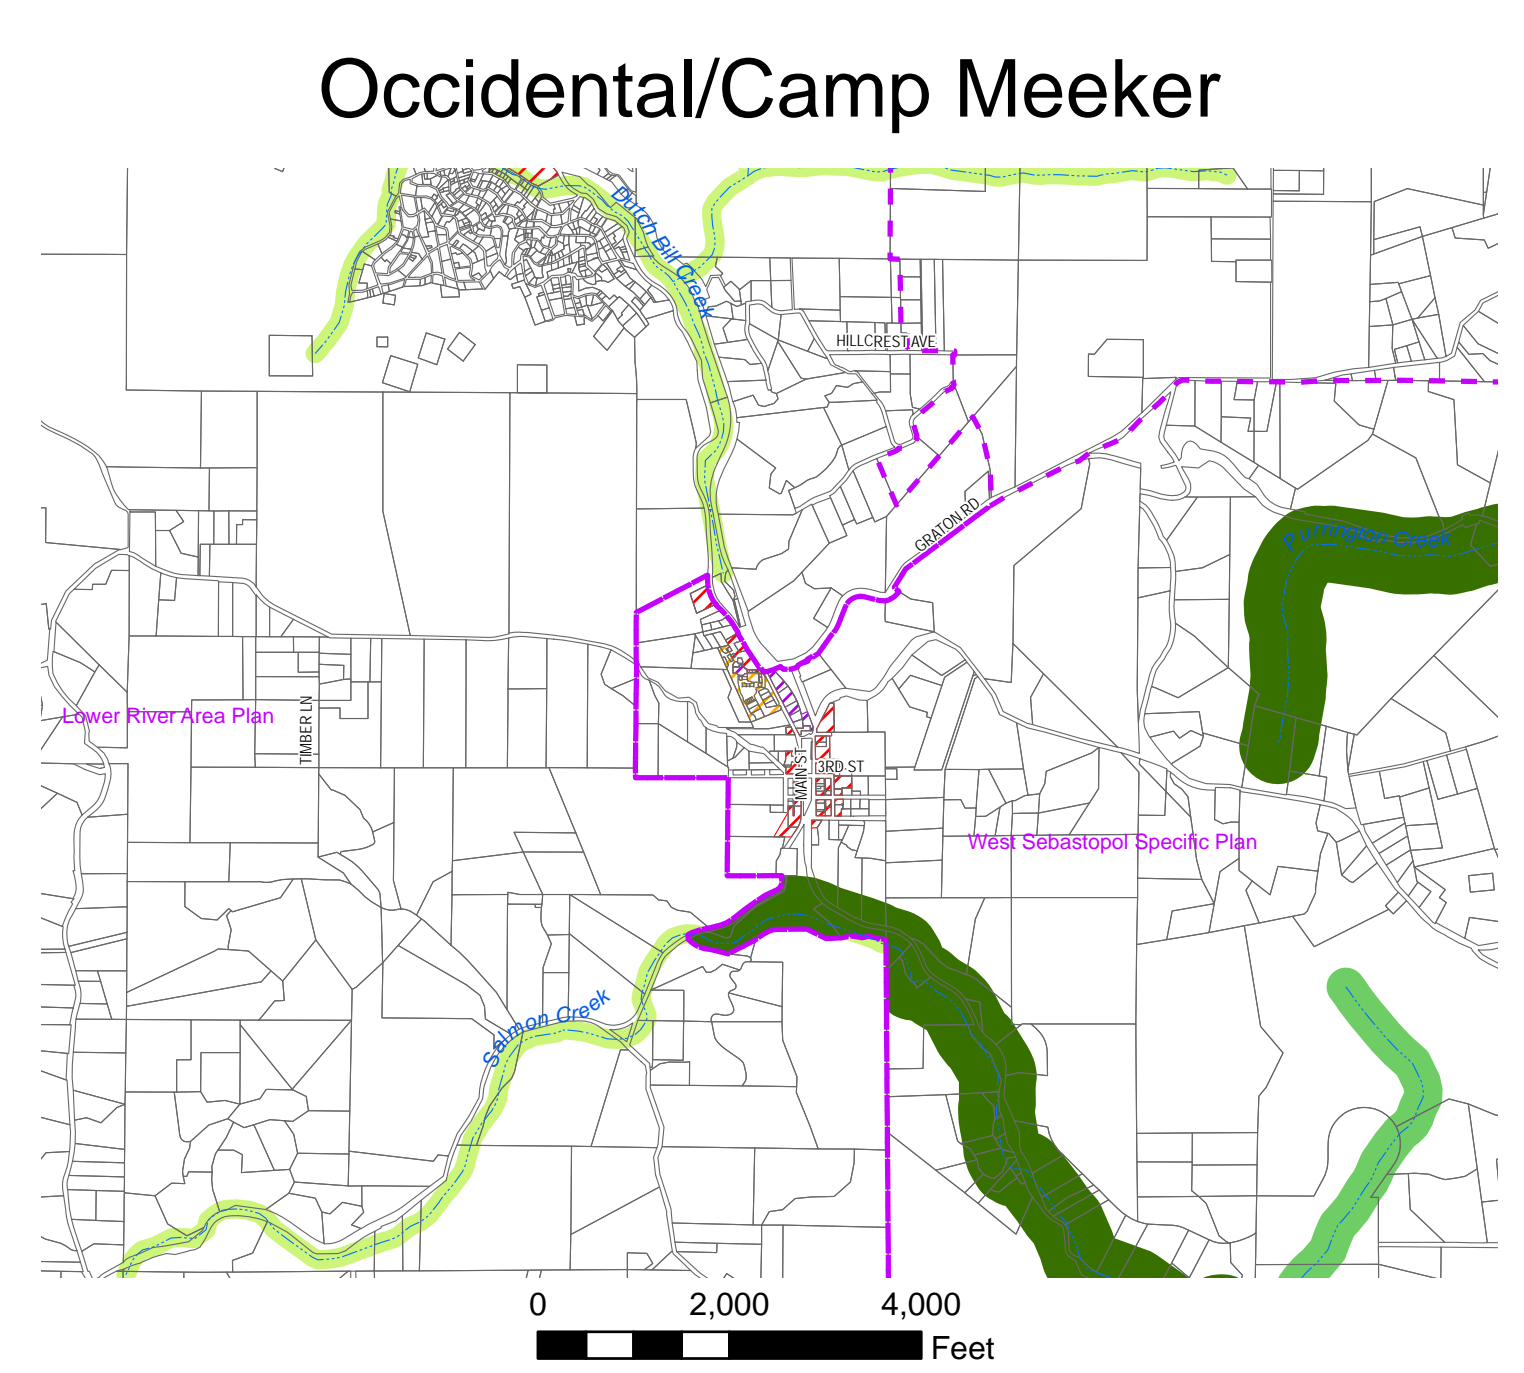 Occidental/Camp Meeker
Dutch Bill Creek
HILLCREST AVE
GRATON RD
Purrington Creek
Lower River Area Plan
TIMBER LN
MAIN ST
3RD ST
West Sebastopol Specific Plan
Salmon Creek
0 2,000 4,000
Feet